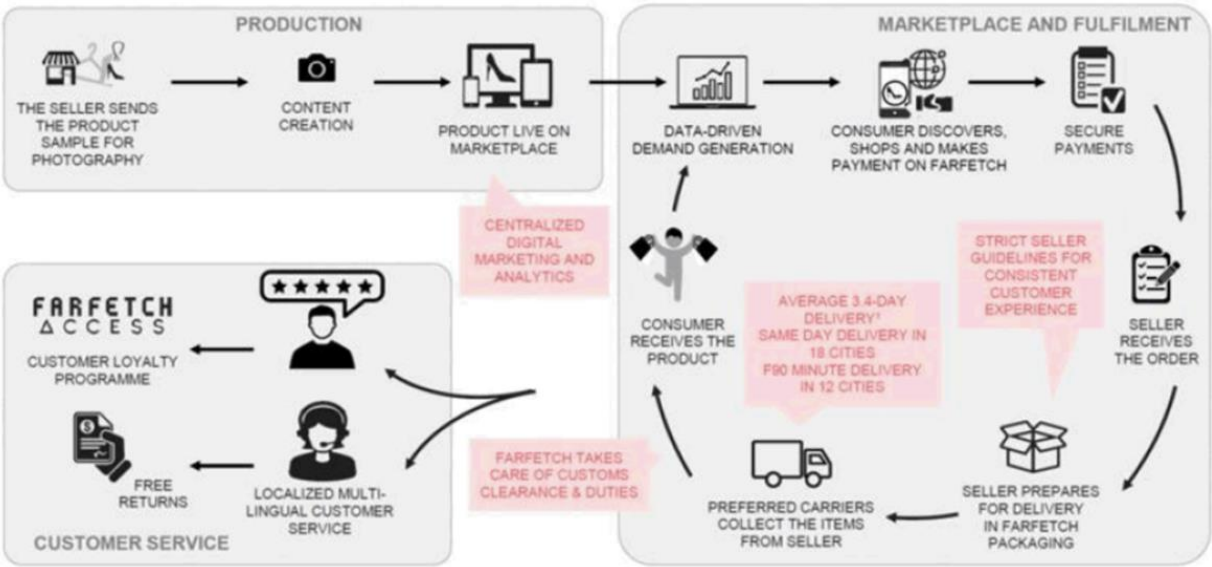 PRODUCTION
THE SELLER SENDS
THE PRODUCT
SAMPLE FOR
PHOTOGRAPHY
CONTENT
CREATION
PRODUCT LIVE ON
MARKETPLACE
CENTRALIZED
DIGITAL
MARKETING AND
ANALYTICS
MARKETPLACE AND FULFILMENT
DATA-DRIVEN
DEMAND GENERATION
CONSUMER DISCOVERS,
SHOPS AND MAKES
PAYMENT ON FARFETCH
SECURE
PAYMENTS
SELLER
RECEIVES
THE ORDER
STRICT SELLER
GUIDELINES FOR
CONSISTENT
CUSTOMER
EXPERIENCE
SELLER PREPARES
FOR DELIVERY
IN FARFETCH
PACKAGING
AVERAGE 3.4-DAY
DELIVERY¹
SAME DAY DELIVERY IN
18 CITIES
F90 MINUTE DELIVERY
IN 12 CITIES
PREFERRED CARRIERS
COLLECT THE ITEMS
FROM SELLER
FARFETCH TAKES
CARE OF CUSTOMS
CLEARANCE & DUTIES
CONSUMER
RECEIVES THE
PRODUCT
FARFETCH
ACCESS
CUSTOMER LOYALTY
PROGRAMME
FREE
RETURNS
LOCALIZED MULTI-
LINGUAL CUSTOMER
SERVICE
CUSTOMER SERVICE